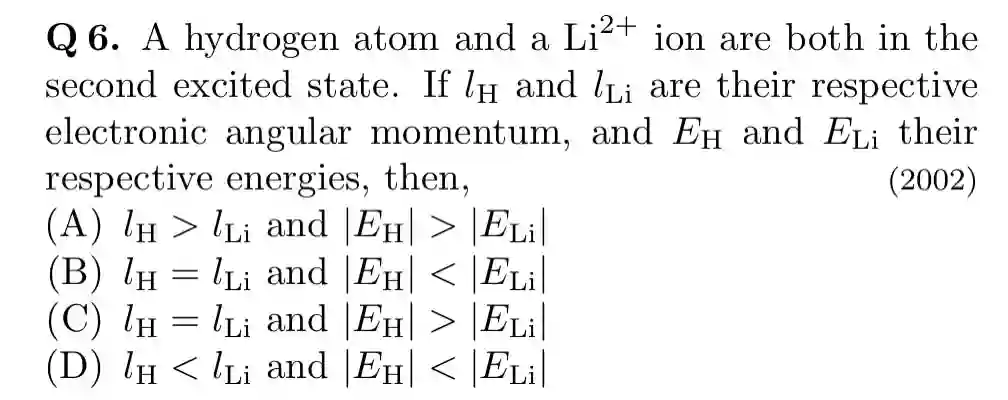 Q 6. A hydrogen atom and a Li²⁺ ion are both in the
second excited state. If l_H and l_Li are their respective
electronic angular momentum, and E_H and E_Li their
respective energies, then, (2002)
(A) l_H > l_Li and |E_H| > |E_Li|
(B) l_H = l_Li and |E_H| < |E_Li|
(C) l_H = l_Li and |E_H| > |E_Li|
(D) l_H < l_Li and |E_H| < |E_Li|